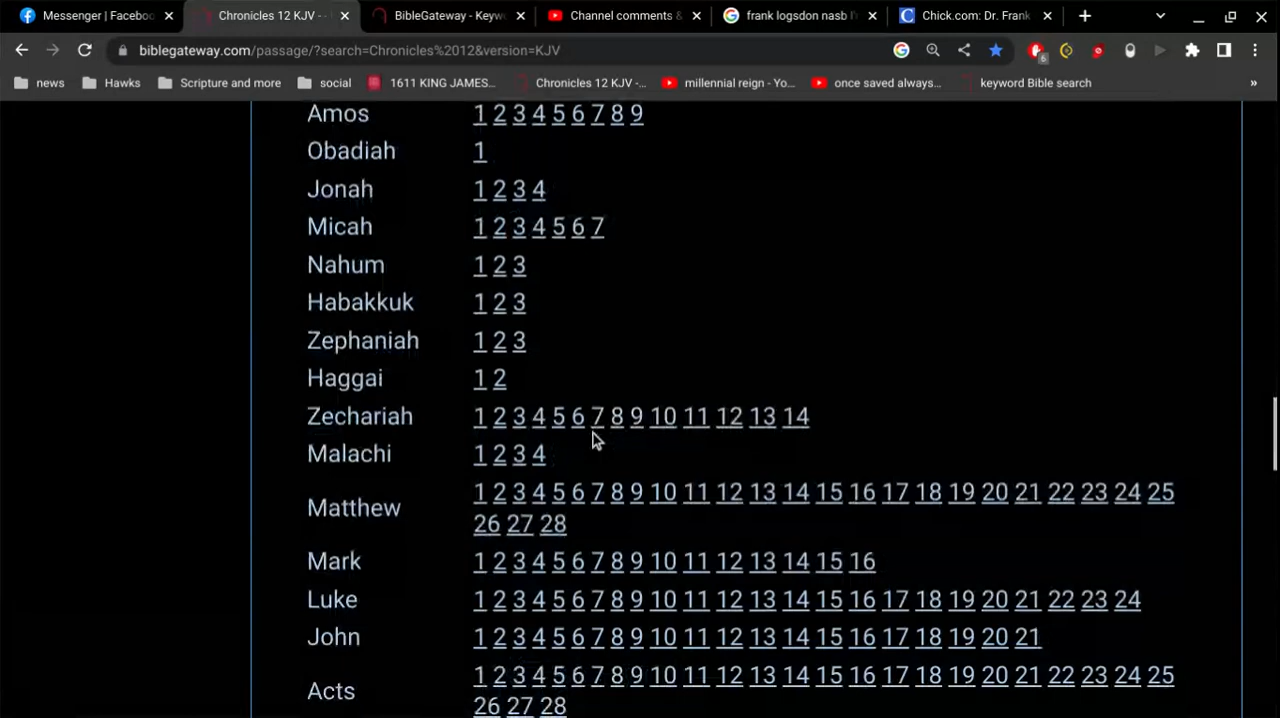 Messenger | Faceboo
Chronicles 12 KJV - -
BibleGateway - Keyw
Channel comments &
frank logsdon nasb I'
Chick.com: Dr. Frank
biblegateway.com/passage/?search=Chronicles%2012&version=KJV
6
news
Hawks
Scripture and more
social
1611 KING JAMES...
Chronicles 12 KJV -...
millennial reign - Yo...
once saved always...
keyword Bible search
»
Amos 1 2 3 4 5 6 7 8 9
Obadiah 1
Jonah 1 2 3 4
Micah 1 2 3 4 5 6 7
Nahum 1 2 3
Habakkuk 1 2 3
Zephaniah 1 2 3
Haggai 1 2
Zechariah 1 2 3 4 5 6 7 8 9 10 11 12 13 14
Malachi 1 2 3 4
Matthew 1 2 3 4 5 6 7 8 9 10 11 12 13 14 15 16 17 18 19 20 21 22 23 24 25
26 27 28
Mark 1 2 3 4 5 6 7 8 9 10 11 12 13 14 15 16
Luke 1 2 3 4 5 6 7 8 9 10 11 12 13 14 15 16 17 18 19 20 21 22 23 24
John 1 2 3 4 5 6 7 8 9 10 11 12 13 14 15 16 17 18 19 20 21
Acts 1 2 3 4 5 6 7 8 9 10 11 12 13 14 15 16 17 18 19 20 21 22 23 24 25
26 27 28